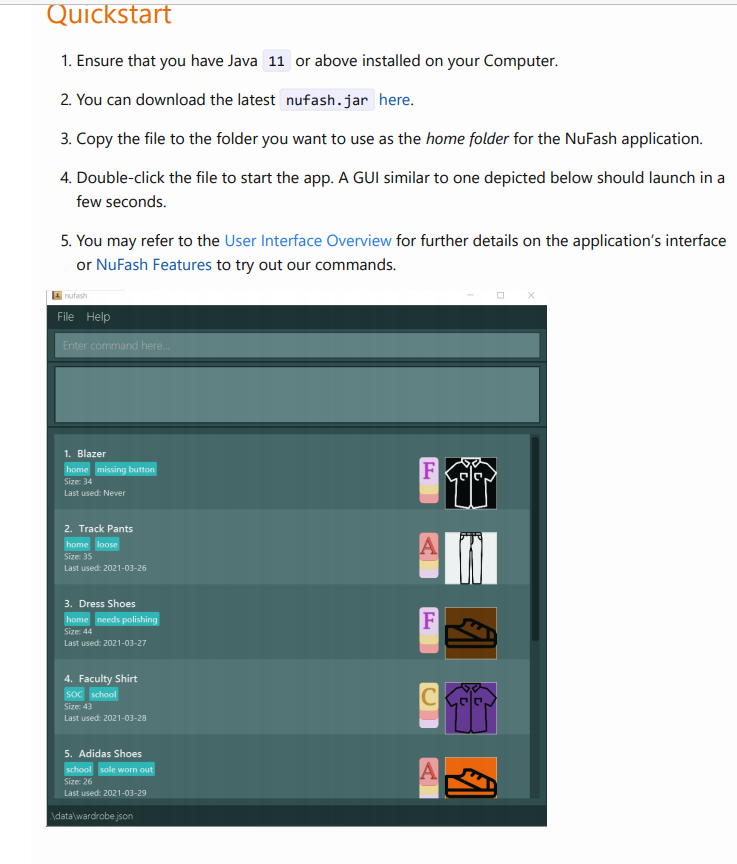 Quickstart
1. Ensure that you have Java 11 or above installed on your Computer.
2. You can download the latest nufash.jar here.
3. Copy the file to the folder you want to use as the home folder for the NuFash application.
4. Double-click the file to start the app. A GUI similar to one depicted below should launch in a
few seconds.
5. You may refer to the User Interface Overview for further details on the application's interface
or NuFash Features to try out our commands.
nufash
File Help
Enter command here...
1. Blazer
home missing button
Size: 34
Last used: Never
F
2. Track Pants
home loose
Size: 35
Last used: 2021-03-26
A
3. Dress Shoes
home needs polishing
Size: 44
Last used: 2021-03-27
F
4. Faculty Shirt
SOC school
Size: 43
Last used: 2021-03-28
C
5. Adidas Shoes
school sole worn out
Size: 26
Last used: 2021-03-29
A
.\data\wardrobe.json